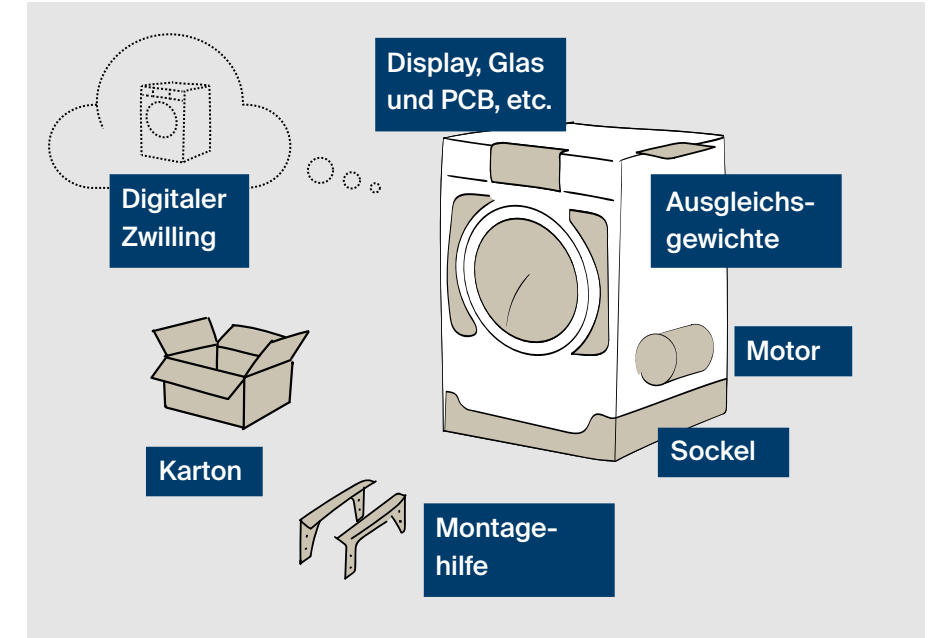 Display, Glas
und PCB, etc.
Digitaler
Zwilling
Ausgleichs-
gewichte
Motor
Sockel
Karton
Montage-
hilfe